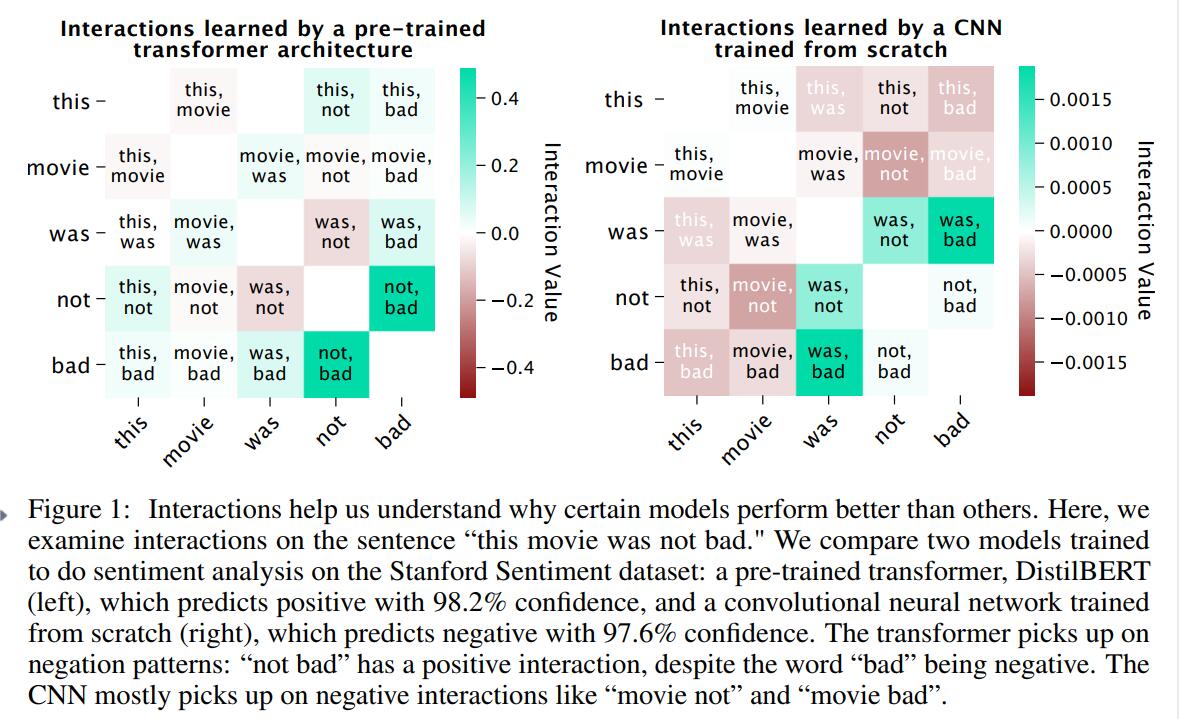 Interactions learned by a pre-trained
transformer architecture
this
this, movie
this, not
this, bad
movie
this, movie
movie, was
movie, not
movie, bad
was
this, was
movie, was
was, not
was, bad
not
this, not
movie, not
was, not
not, bad
bad
this, bad
movie, bad
was, bad
not, bad
this movie was not bad
0.4
0.2
0.0
−0.2
−0.4
Interaction Value
Interactions learned by a CNN
trained from scratch
this
this, movie
this, was
this, not
this, bad
movie
this, movie
movie, was
movie, not
movie, bad
was
this, was
movie, was
was, not
was, bad
not
this, not
movie, not
was, not
not, bad
bad
this, bad
movie, bad
was, bad
not, bad
this movie was not bad
0.0015
0.0010
0.0005
0.0000
−0.0005
−0.0010
−0.0015
Interaction Value
Figure 1: Interactions help us understand why certain models perform better than others. Here, we
examine interactions on the sentence “this movie was not bad." We compare two models trained
to do sentiment analysis on the Stanford Sentiment dataset: a pre-trained transformer, DistilBERT
(left), which predicts positive with 98.2% confidence, and a convolutional neural network trained
from scratch (right), which predicts negative with 97.6% confidence. The transformer picks up on
negation patterns: “not bad” has a positive interaction, despite the word “bad” being negative. The
CNN mostly picks up on negative interactions like “movie not” and “movie bad”.